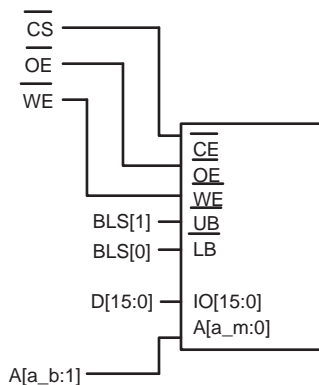 CS
OE
WE
CE
OE
WE
BLS[1] UB
BLS[0] LB
D[15:0] IO[15:0]
A[a_m:0]
A[a_b:1]